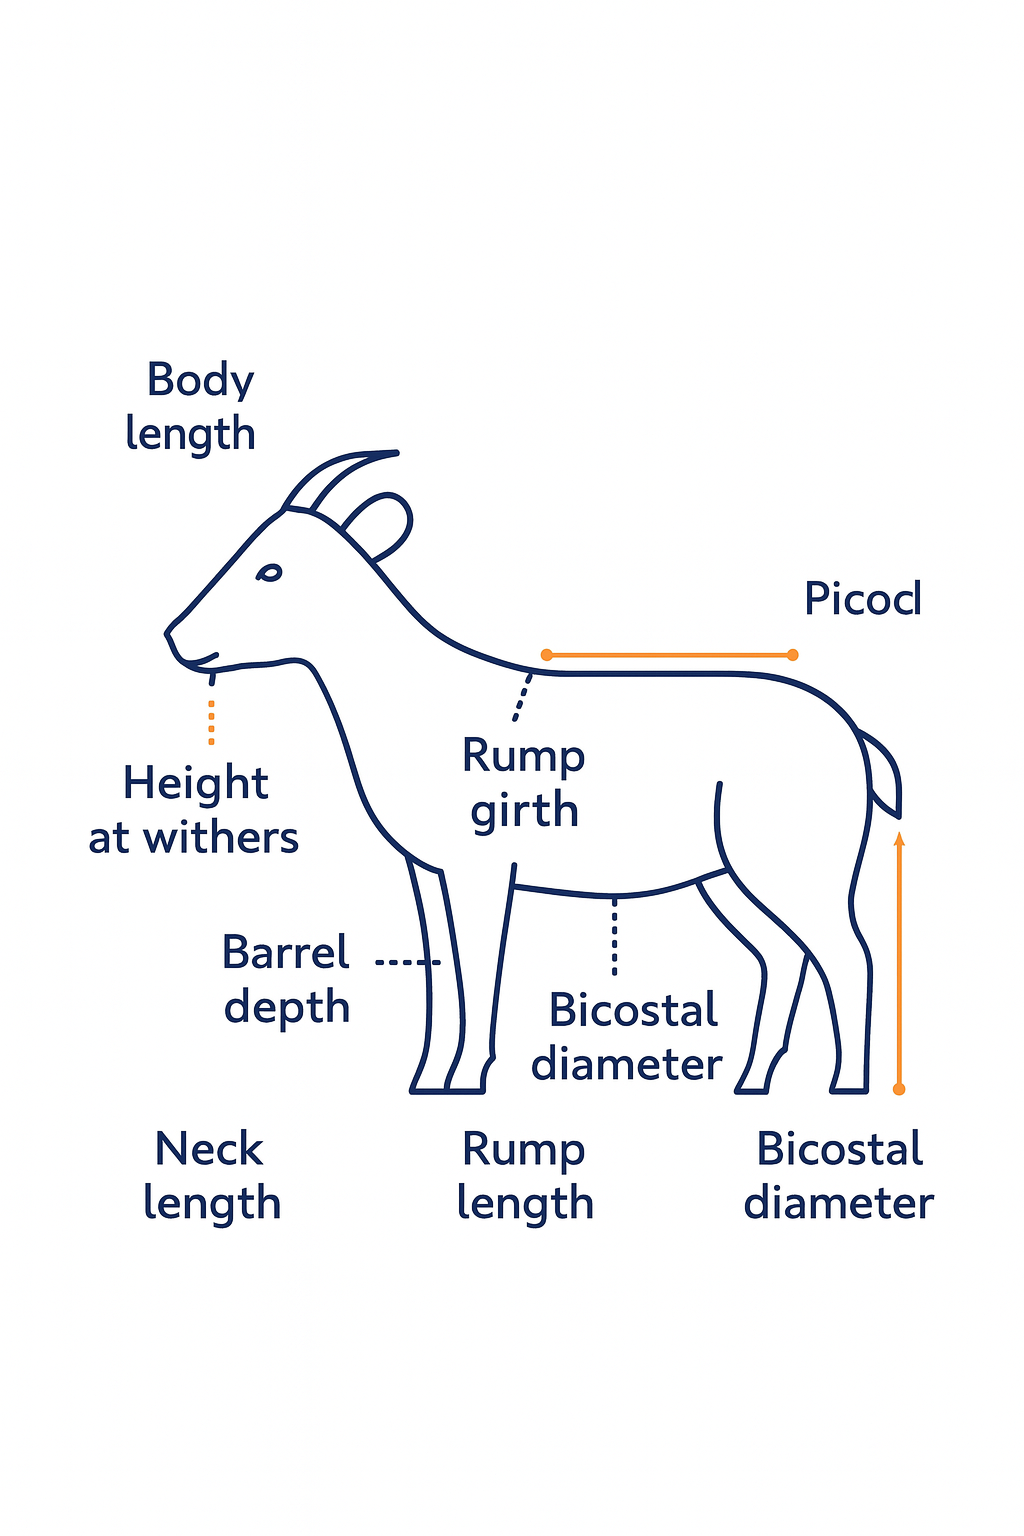 Body
length
Picocl
Height
at withers
Rump
girth
Barrel
depth
Bicostal
diameter
Neck
length
Rump
length
Bicostal
diameter